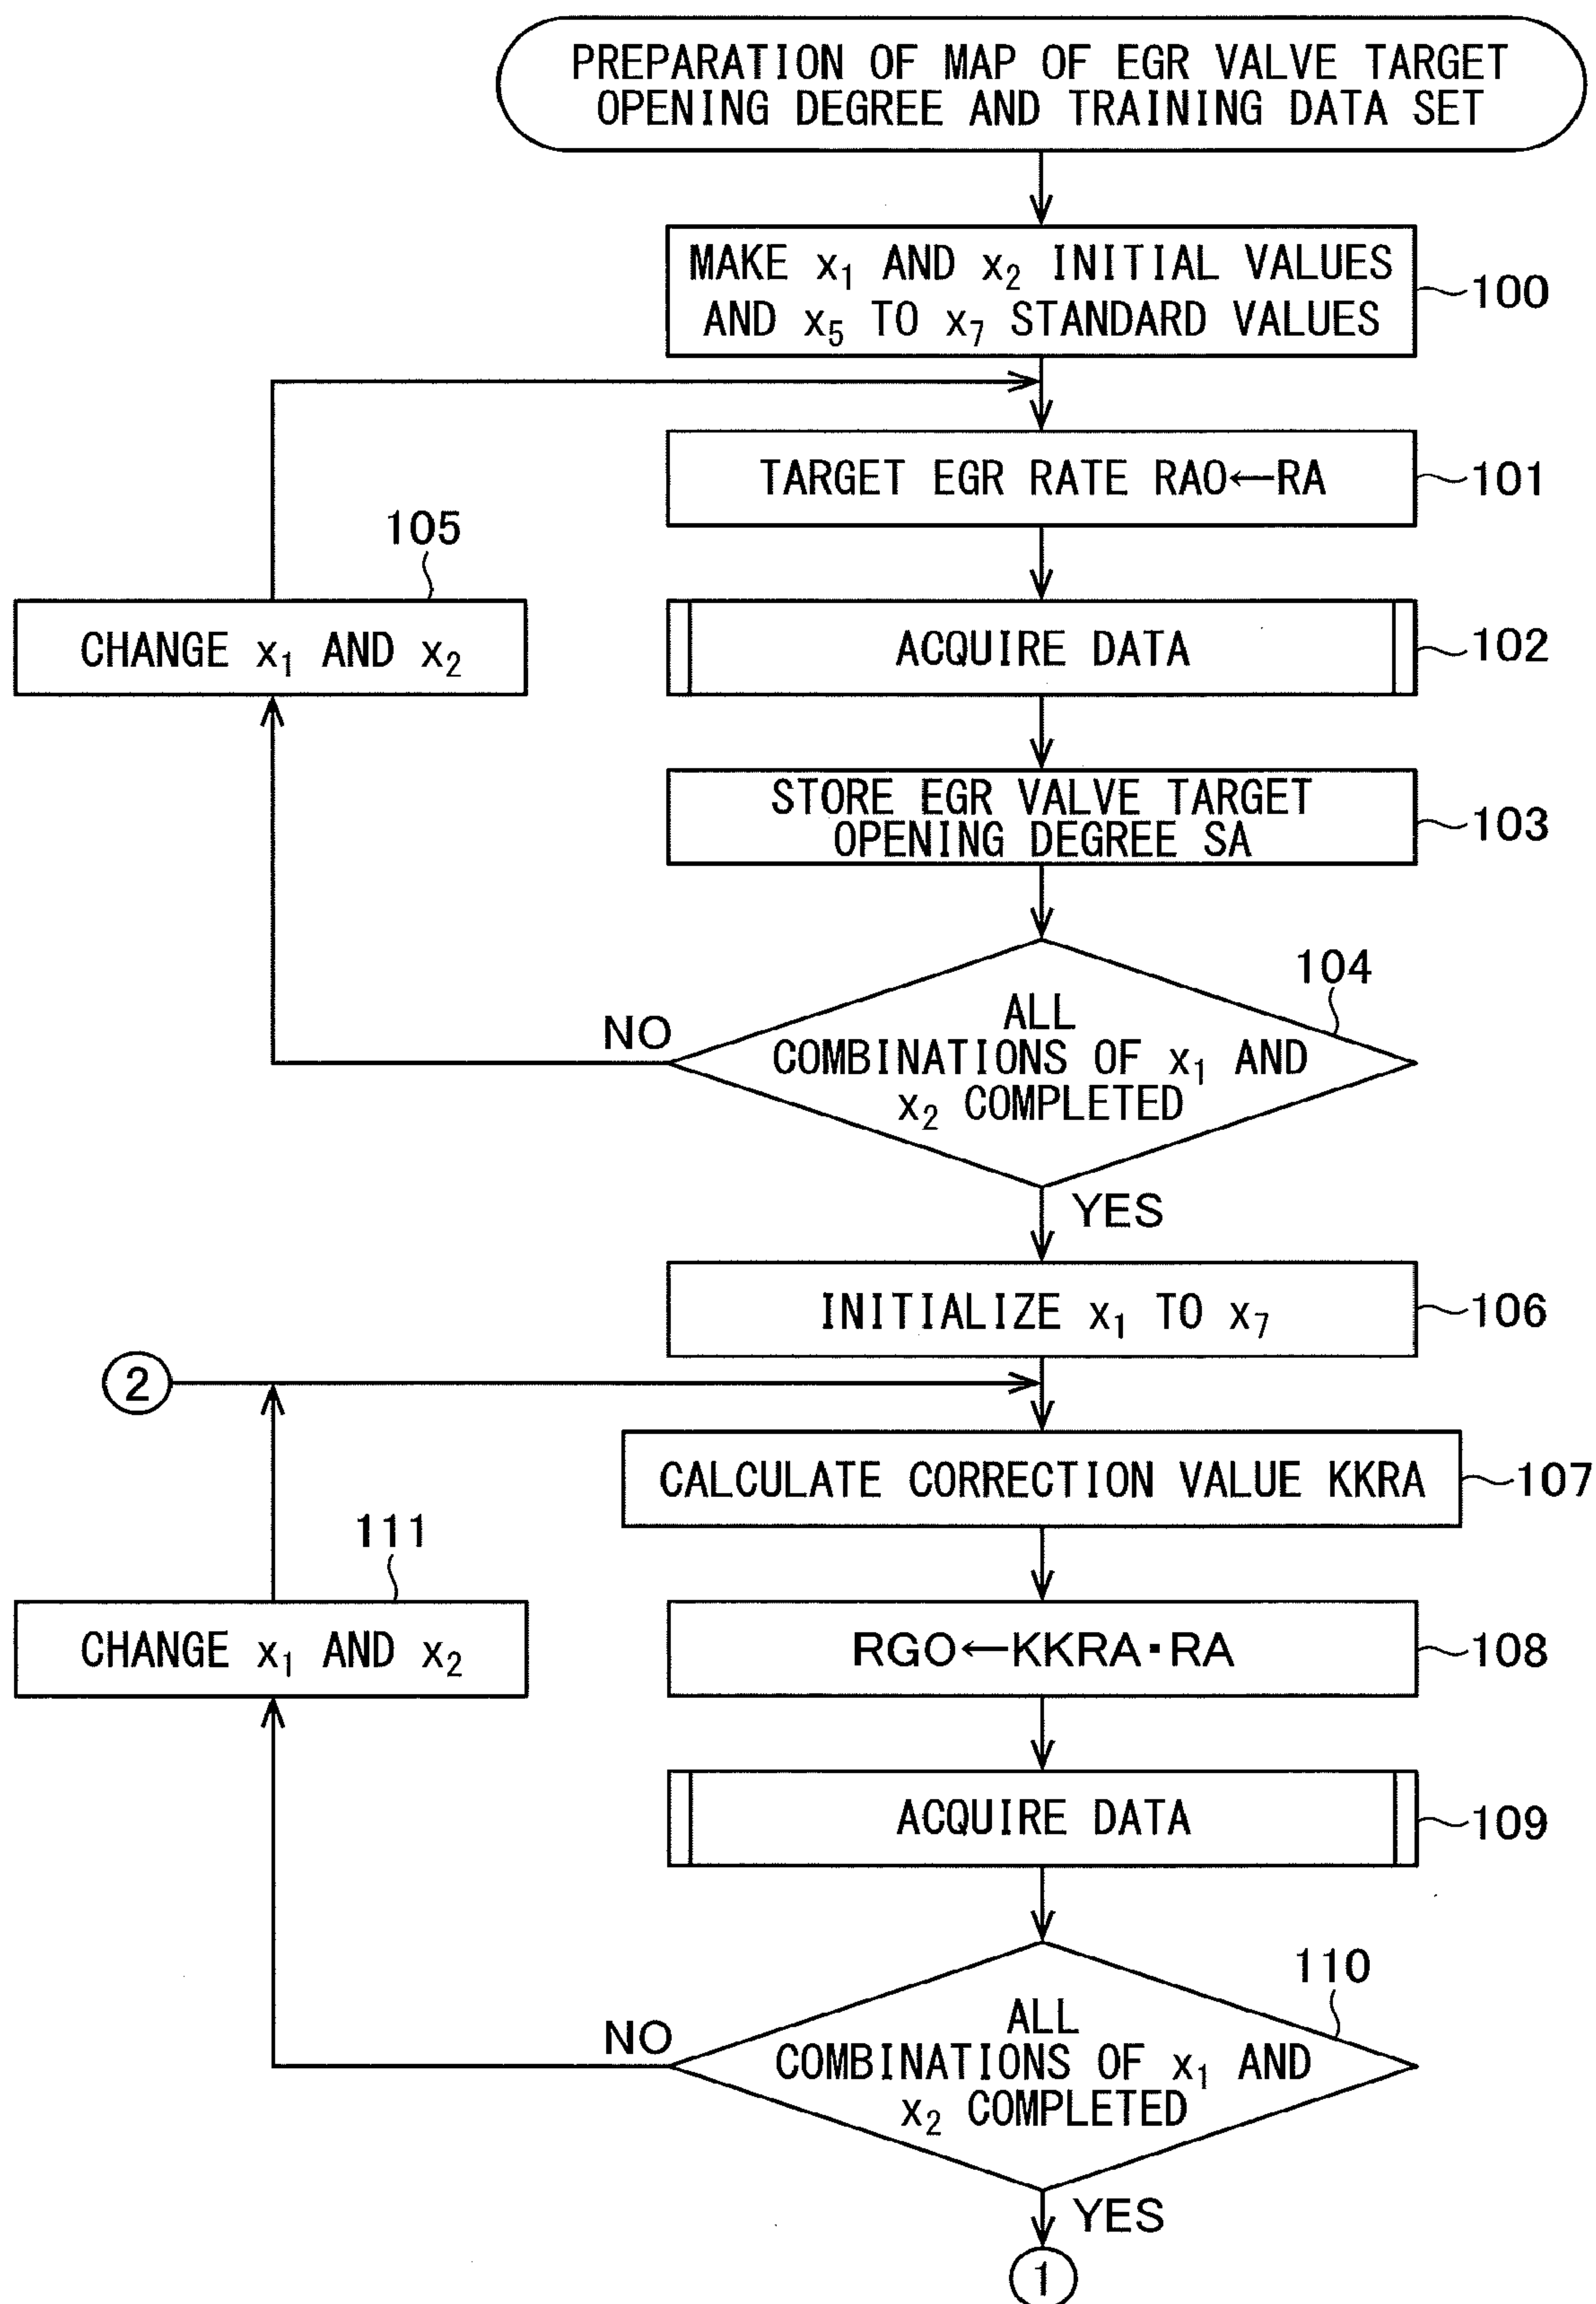 PREPARATION OF MAP OF EGR VALVE TARGET
OPENING DEGREE AND TRAINING DATA SET
MAKE x₁ AND x₂ INITIAL VALUES
AND x₅ TO x₇ STANDARD VALUES
100
TARGET EGR RATE RAO←RA
101
105
CHANGE x₁ AND x₂
ACQUIRE DATA
102
STORE EGR VALVE TARGET
OPENING DEGREE SA
103
104
ALL
COMBINATIONS OF x₁ AND
x₂ COMPLETED
NO
YES
INITIALIZE x₁ TO x₇
106
2
CALCULATE CORRECTION VALUE KKRA
107
111
CHANGE x₁ AND x₂
RGO←KKRA·RA
108
ACQUIRE DATA
109
110
ALL
COMBINATIONS OF x₁ AND
x₂ COMPLETED
NO
YES
1